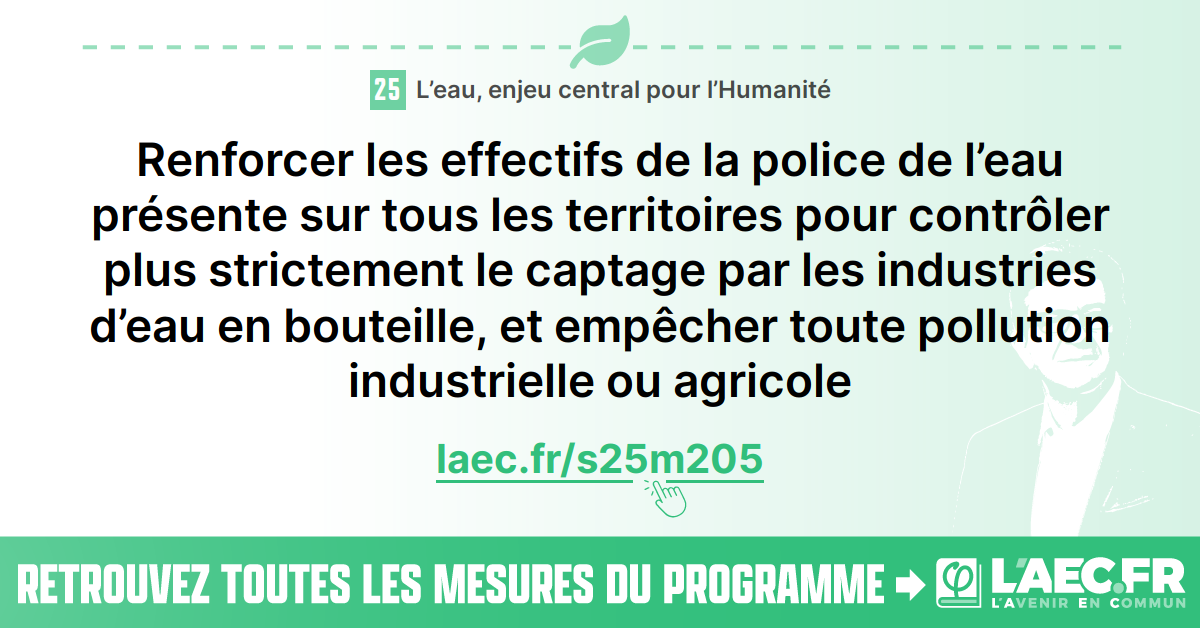 25 L’eau, enjeu central pour l’Humanité
Renforcer les effectifs de la police de l’eau
présente sur tous les territoires pour contrôler
plus strictement le captage par les industries
d’eau en bouteille, et empêcher toute pollution
industrielle ou agricole
laec.fr/s25m205
RETROUVEZ TOUTES LES MESURES DU PROGRAMME
L'AEC.FR
L'AVENIR EN COMMUN